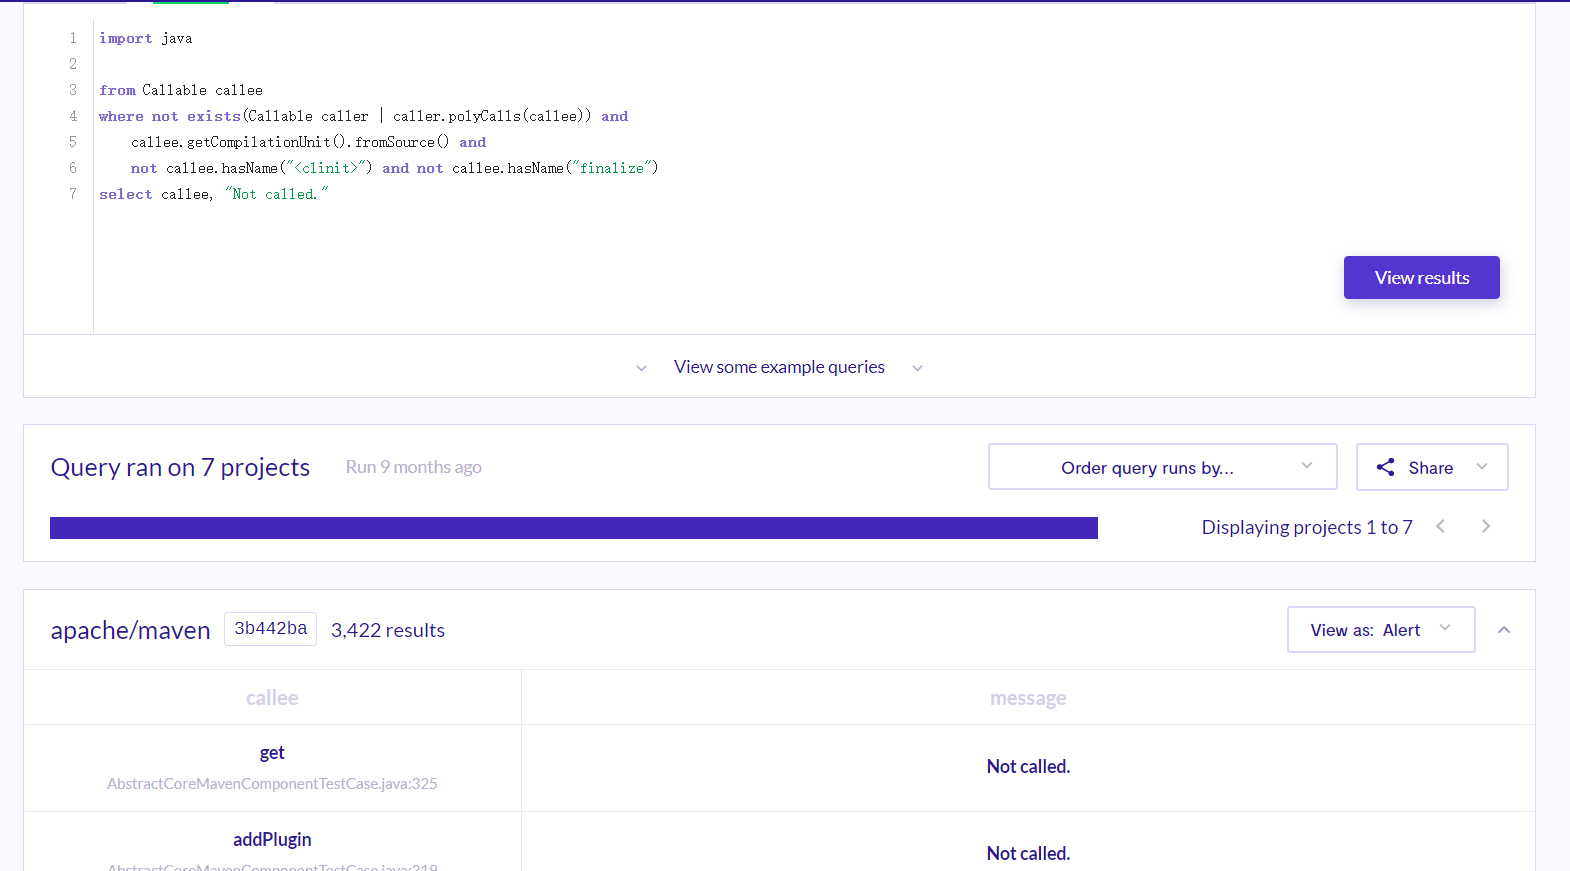 1 import java
2
3 from Callable callee
4 where not exists(Callable caller | caller.polyCalls(callee)) and
5 callee.getCompilationUnit().fromSource() and
6 not callee.hasName("<clinit>") and not callee.hasName("finalize")
7 select callee, "Not called."
View results
View some example queries
Query ran on 7 projects Run 9 months ago Order query runs by... Share
Displaying projects 1 to 7
apache/maven 3b442ba 3,422 results View as: Alert
callee message
get
AbstractCoreMavenComponentTestCase.java:325
Not called.
addPlugin
AbstractCoreMavenComponentTestCase.java:319
Not called.